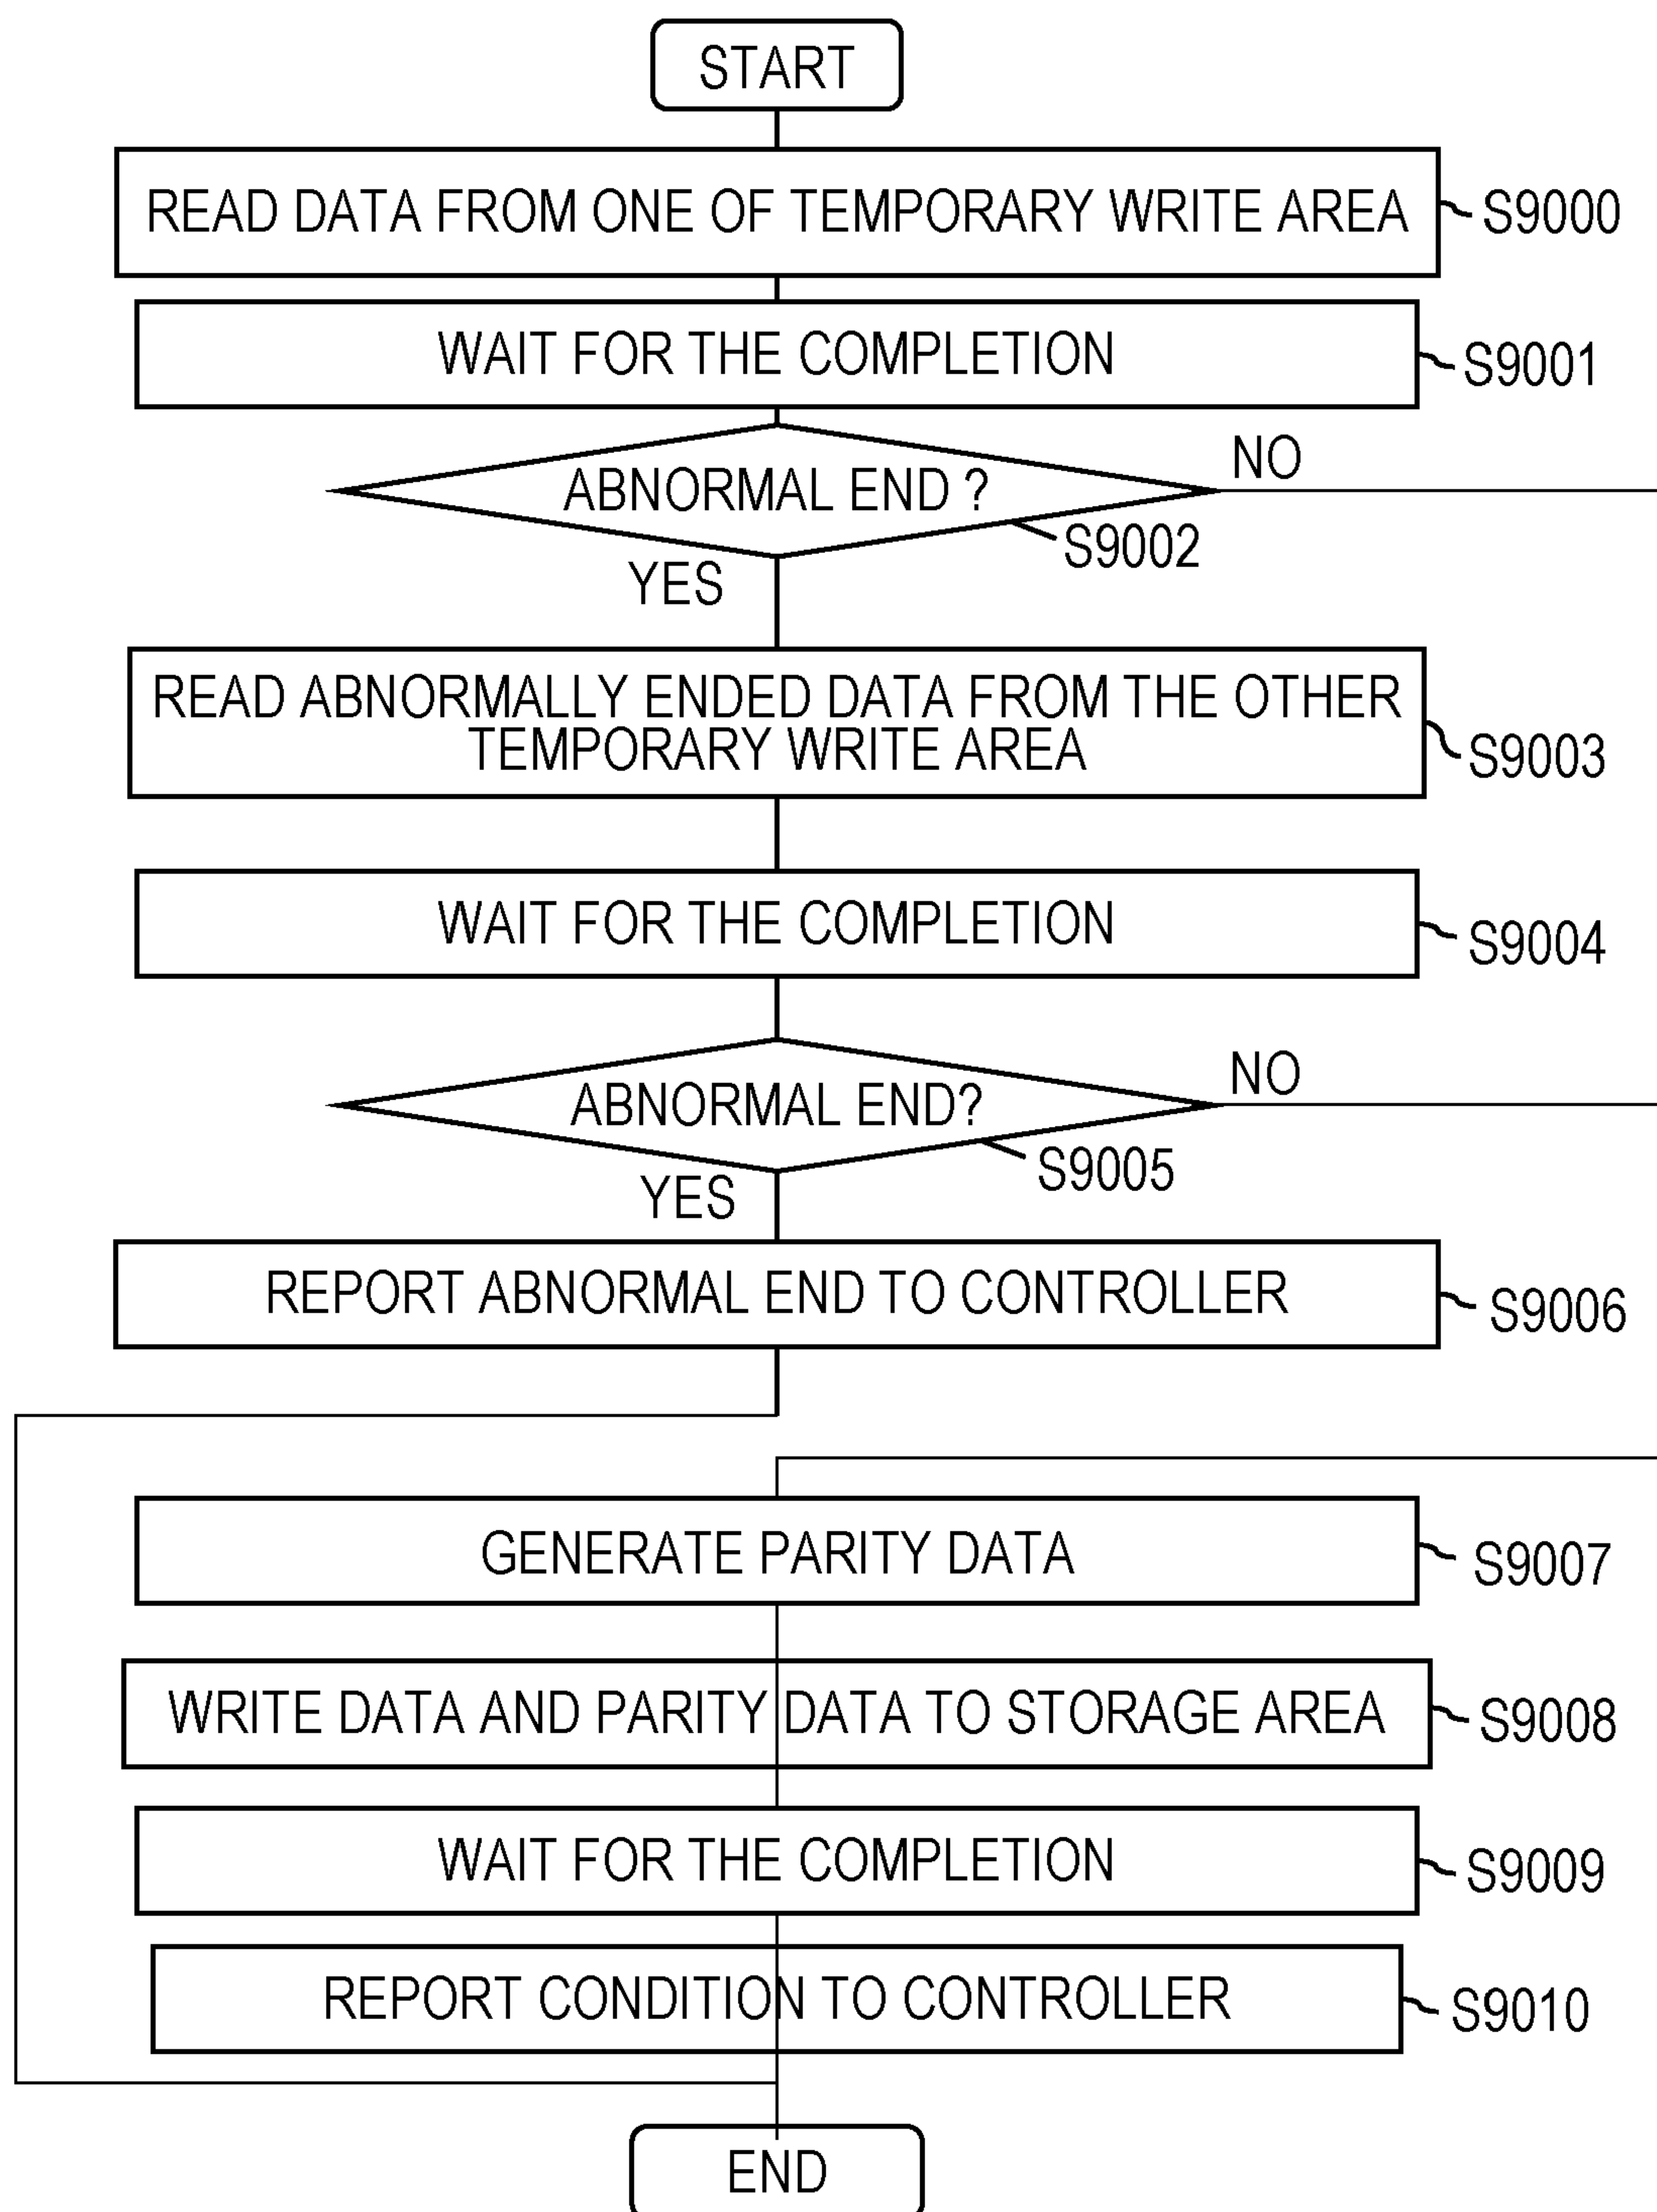 START
READ DATA FROM ONE OF TEMPORARY WRITE AREA
S9000
WAIT FOR THE COMPLETION
S9001
ABNORMAL END ?
NO
S9002
YES
READ ABNORMALLY ENDED DATA FROM THE OTHER
TEMPORARY WRITE AREA
S9003
WAIT FOR THE COMPLETION
S9004
ABNORMAL END?
NO
S9005
YES
REPORT ABNORMAL END TO CONTROLLER
S9006
GENERATE PARITY DATA
S9007
WRITE DATA AND PARITY DATA TO STORAGE AREA
S9008
WAIT FOR THE COMPLETION
S9009
REPORT CONDITION TO CONTROLLER
S9010
END